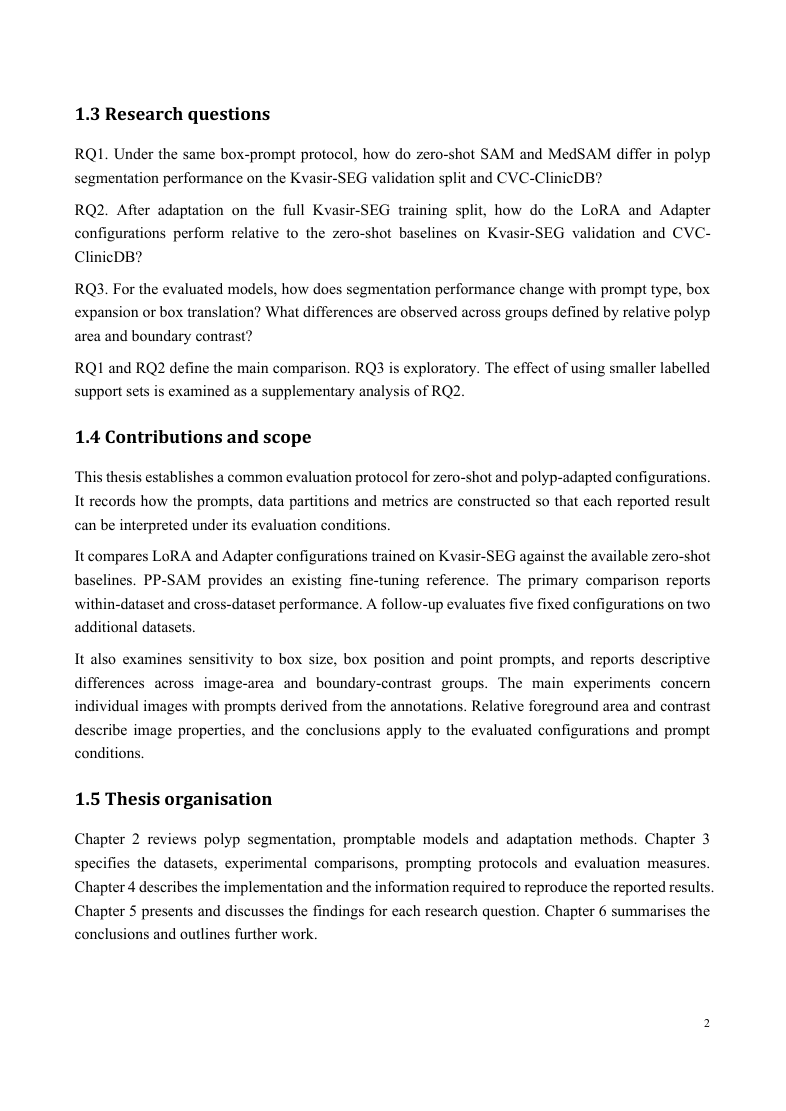 1.3 Research questions
RQ1. Under the same box-prompt protocol, how do zero-shot SAM and MedSAM differ in polyp
segmentation performance on the Kvasir-SEG validation split and CVC-ClinicDB?
RQ2. After adaptation on the full Kvasir-SEG training split, how do the LoRA and Adapter
configurations perform relative to the zero-shot baselines on Kvasir-SEG validation and CVC-
ClinicDB?
RQ3. For the evaluated models, how does segmentation performance change with prompt type, box
expansion or box translation? What differences are observed across groups defined by relative polyp
area and boundary contrast?
RQ1 and RQ2 define the main comparison. RQ3 is exploratory. The effect of using smaller labelled
support sets is examined as a supplementary analysis of RQ2.
1.4 Contributions and scope
This thesis establishes a common evaluation protocol for zero-shot and polyp-adapted configurations.
It records how the prompts, data partitions and metrics are constructed so that each reported result
can be interpreted under its evaluation conditions.
It compares LoRA and Adapter configurations trained on Kvasir-SEG against the available zero-shot
baselines. PP-SAM provides an existing fine-tuning reference. The primary comparison reports
within-dataset and cross-dataset performance. A follow-up evaluates five fixed configurations on two
additional datasets.
It also examines sensitivity to box size, box position and point prompts, and reports descriptive
differences across image-area and boundary-contrast groups. The main experiments concern
individual images with prompts derived from the annotations. Relative foreground area and contrast
describe image properties, and the conclusions apply to the evaluated configurations and prompt
conditions.
1.5 Thesis organisation
Chapter 2 reviews polyp segmentation, promptable models and adaptation methods. Chapter 3
specifies the datasets, experimental comparisons, prompting protocols and evaluation measures.
Chapter 4 describes the implementation and the information required to reproduce the reported results.
Chapter 5 presents and discusses the findings for each research question. Chapter 6 summarises the
conclusions and outlines further work.
2